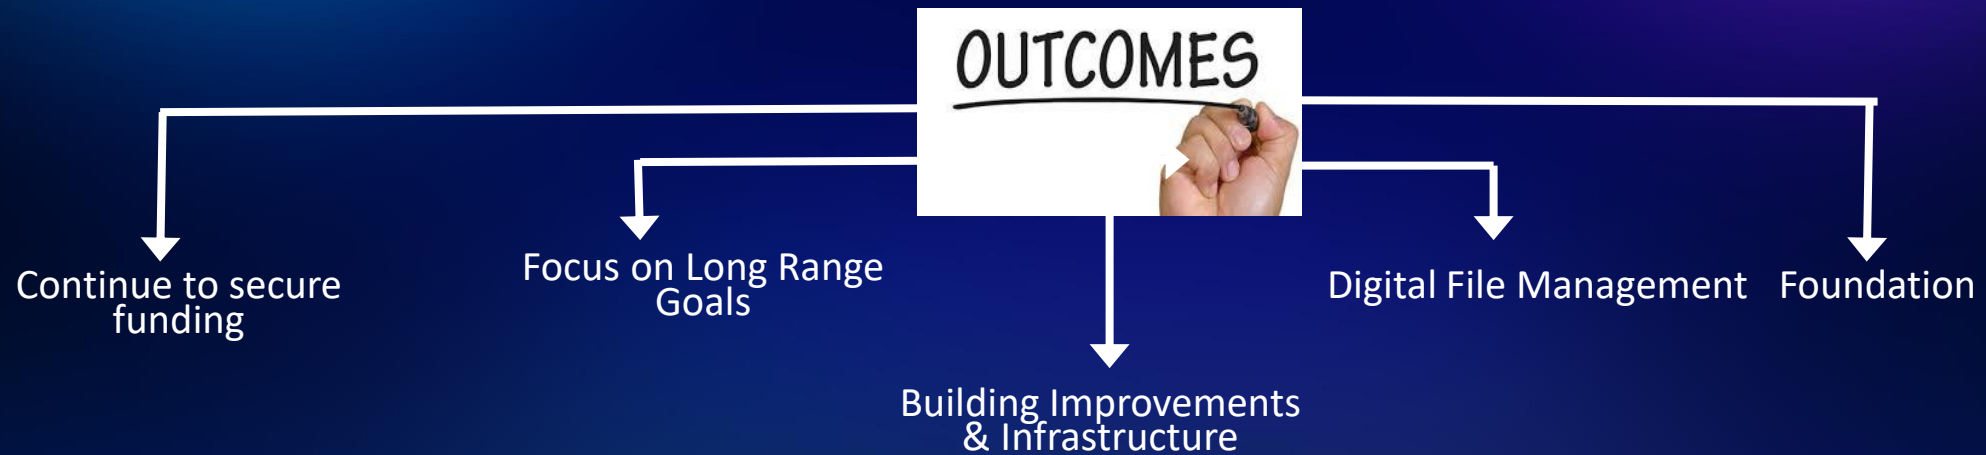 OUTCOMES
Continue to secure
funding
Focus on Long Range
Goals
Building Improvements
& Infrastructure
Digital File Management
Foundation